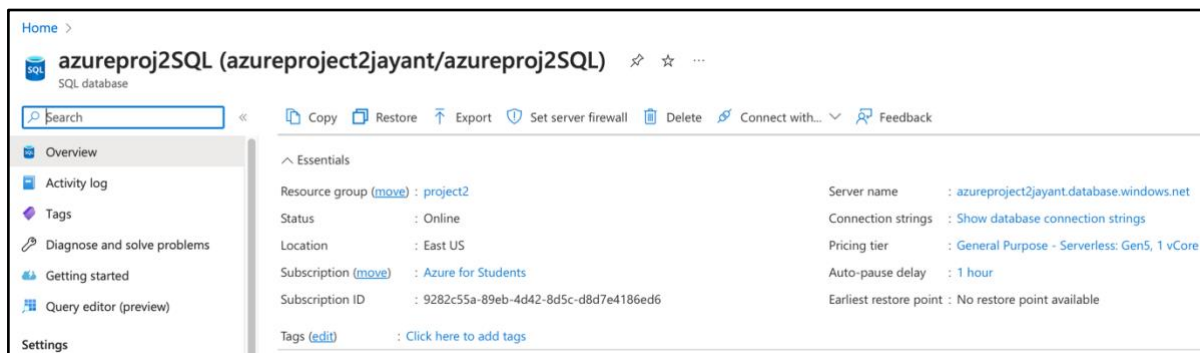 Home >
SQL
azureproj2SQL (azureproject2jayant/azureproj2SQL) ...
SQL database
Search «
Copy Restore Export Set server firewall Delete Connect with... Feedback
Overview
Activity log
Tags
Diagnose and solve problems
Getting started
Query editor (preview)
Settings
Essentials
Resource group (move) : project2
Status : Online
Location : East US
Subscription (move) : Azure for Students
Subscription ID : 9282c55a-89eb-4d42-8d5c-d8d7e4186ed6
Tags (edit) : Click here to add tags
Server name : azureproject2jayant.database.windows.net
Connection strings : Show database connection strings
Pricing tier : General Purpose - Serverless: Gen5, 1 vCore
Auto-pause delay : 1 hour
Earliest restore point : No restore point available